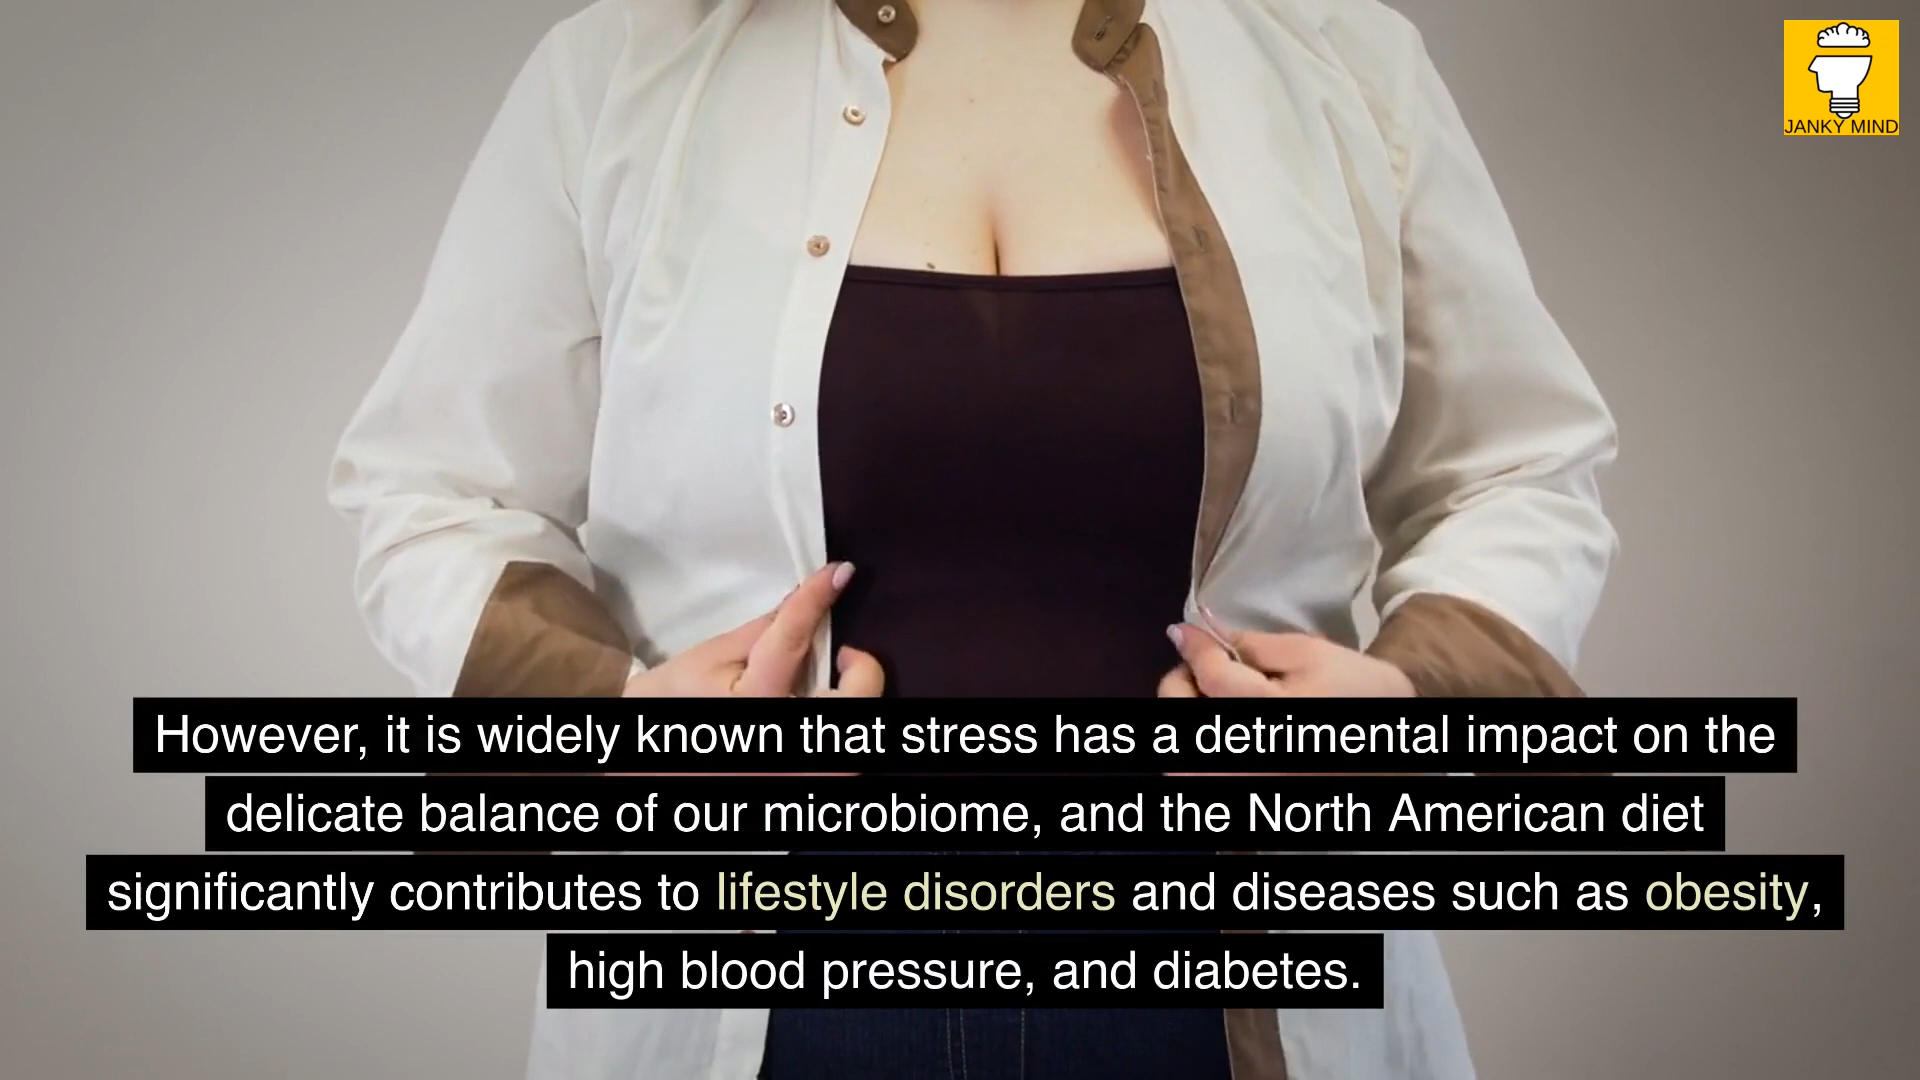 JANKY MIND
However, it is widely known that stress has a detrimental impact on the
delicate balance of our microbiome, and the North American diet
significantly contributes to lifestyle disorders and diseases such as obesity,
high blood pressure, and diabetes.